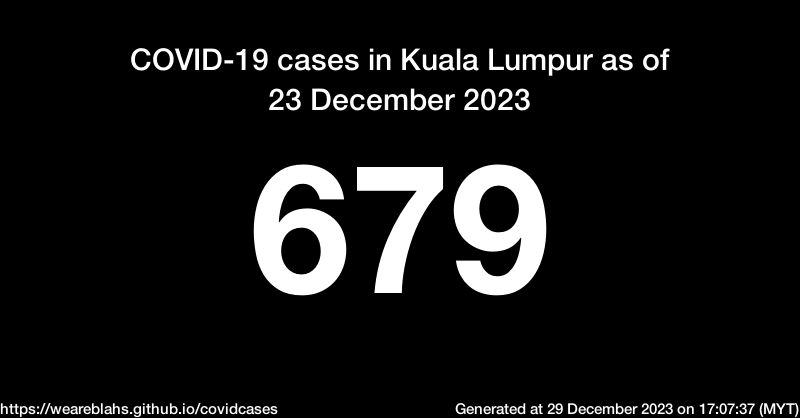 COVID-19 cases in Kuala Lumpur as of
23 December 2023
679
https://weareblahs.github.io/covidcases
Generated at 29 December 2023 on 17:07:37 (MYT)